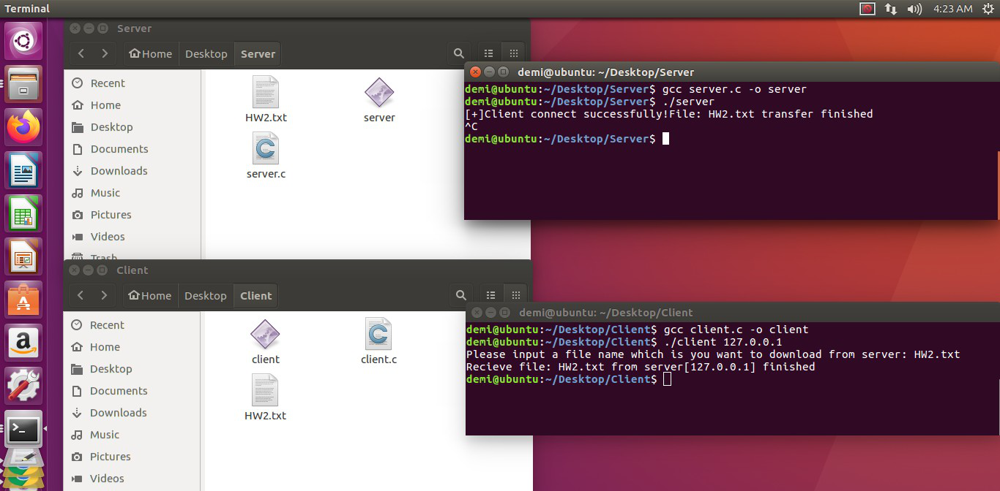 Terminal
4:23 AM
Server
Home
Desktop
Server
Recent
Home
Desktop
Documents
Downloads
Music
Pictures
Videos
Trash
HW2.txt
server
server.c
demi@ubuntu: ~/Desktop/Server
demi@ubuntu:~/Desktop/Server$ gcc server.c -o server
demi@ubuntu:~/Desktop/Server$ ./server
[+]Client connect successfully!File: HW2.txt transfer finished
^C
demi@ubuntu:~/Desktop/Server$
Client
Home
Desktop
Client
Recent
Home
Desktop
Documents
Downloads
Music
Pictures
Videos
client
client.c
HW2.txt
demi@ubuntu: ~/Desktop/Client
demi@ubuntu:~/Desktop/Client$ gcc client.c -o client
demi@ubuntu:~/Desktop/Client$ ./client 127.0.0.1
Please input a file name which is you want to download from server: HW2.txt
Recieve file: HW2.txt from server[127.0.0.1] finished
demi@ubuntu:~/Desktop/Client$